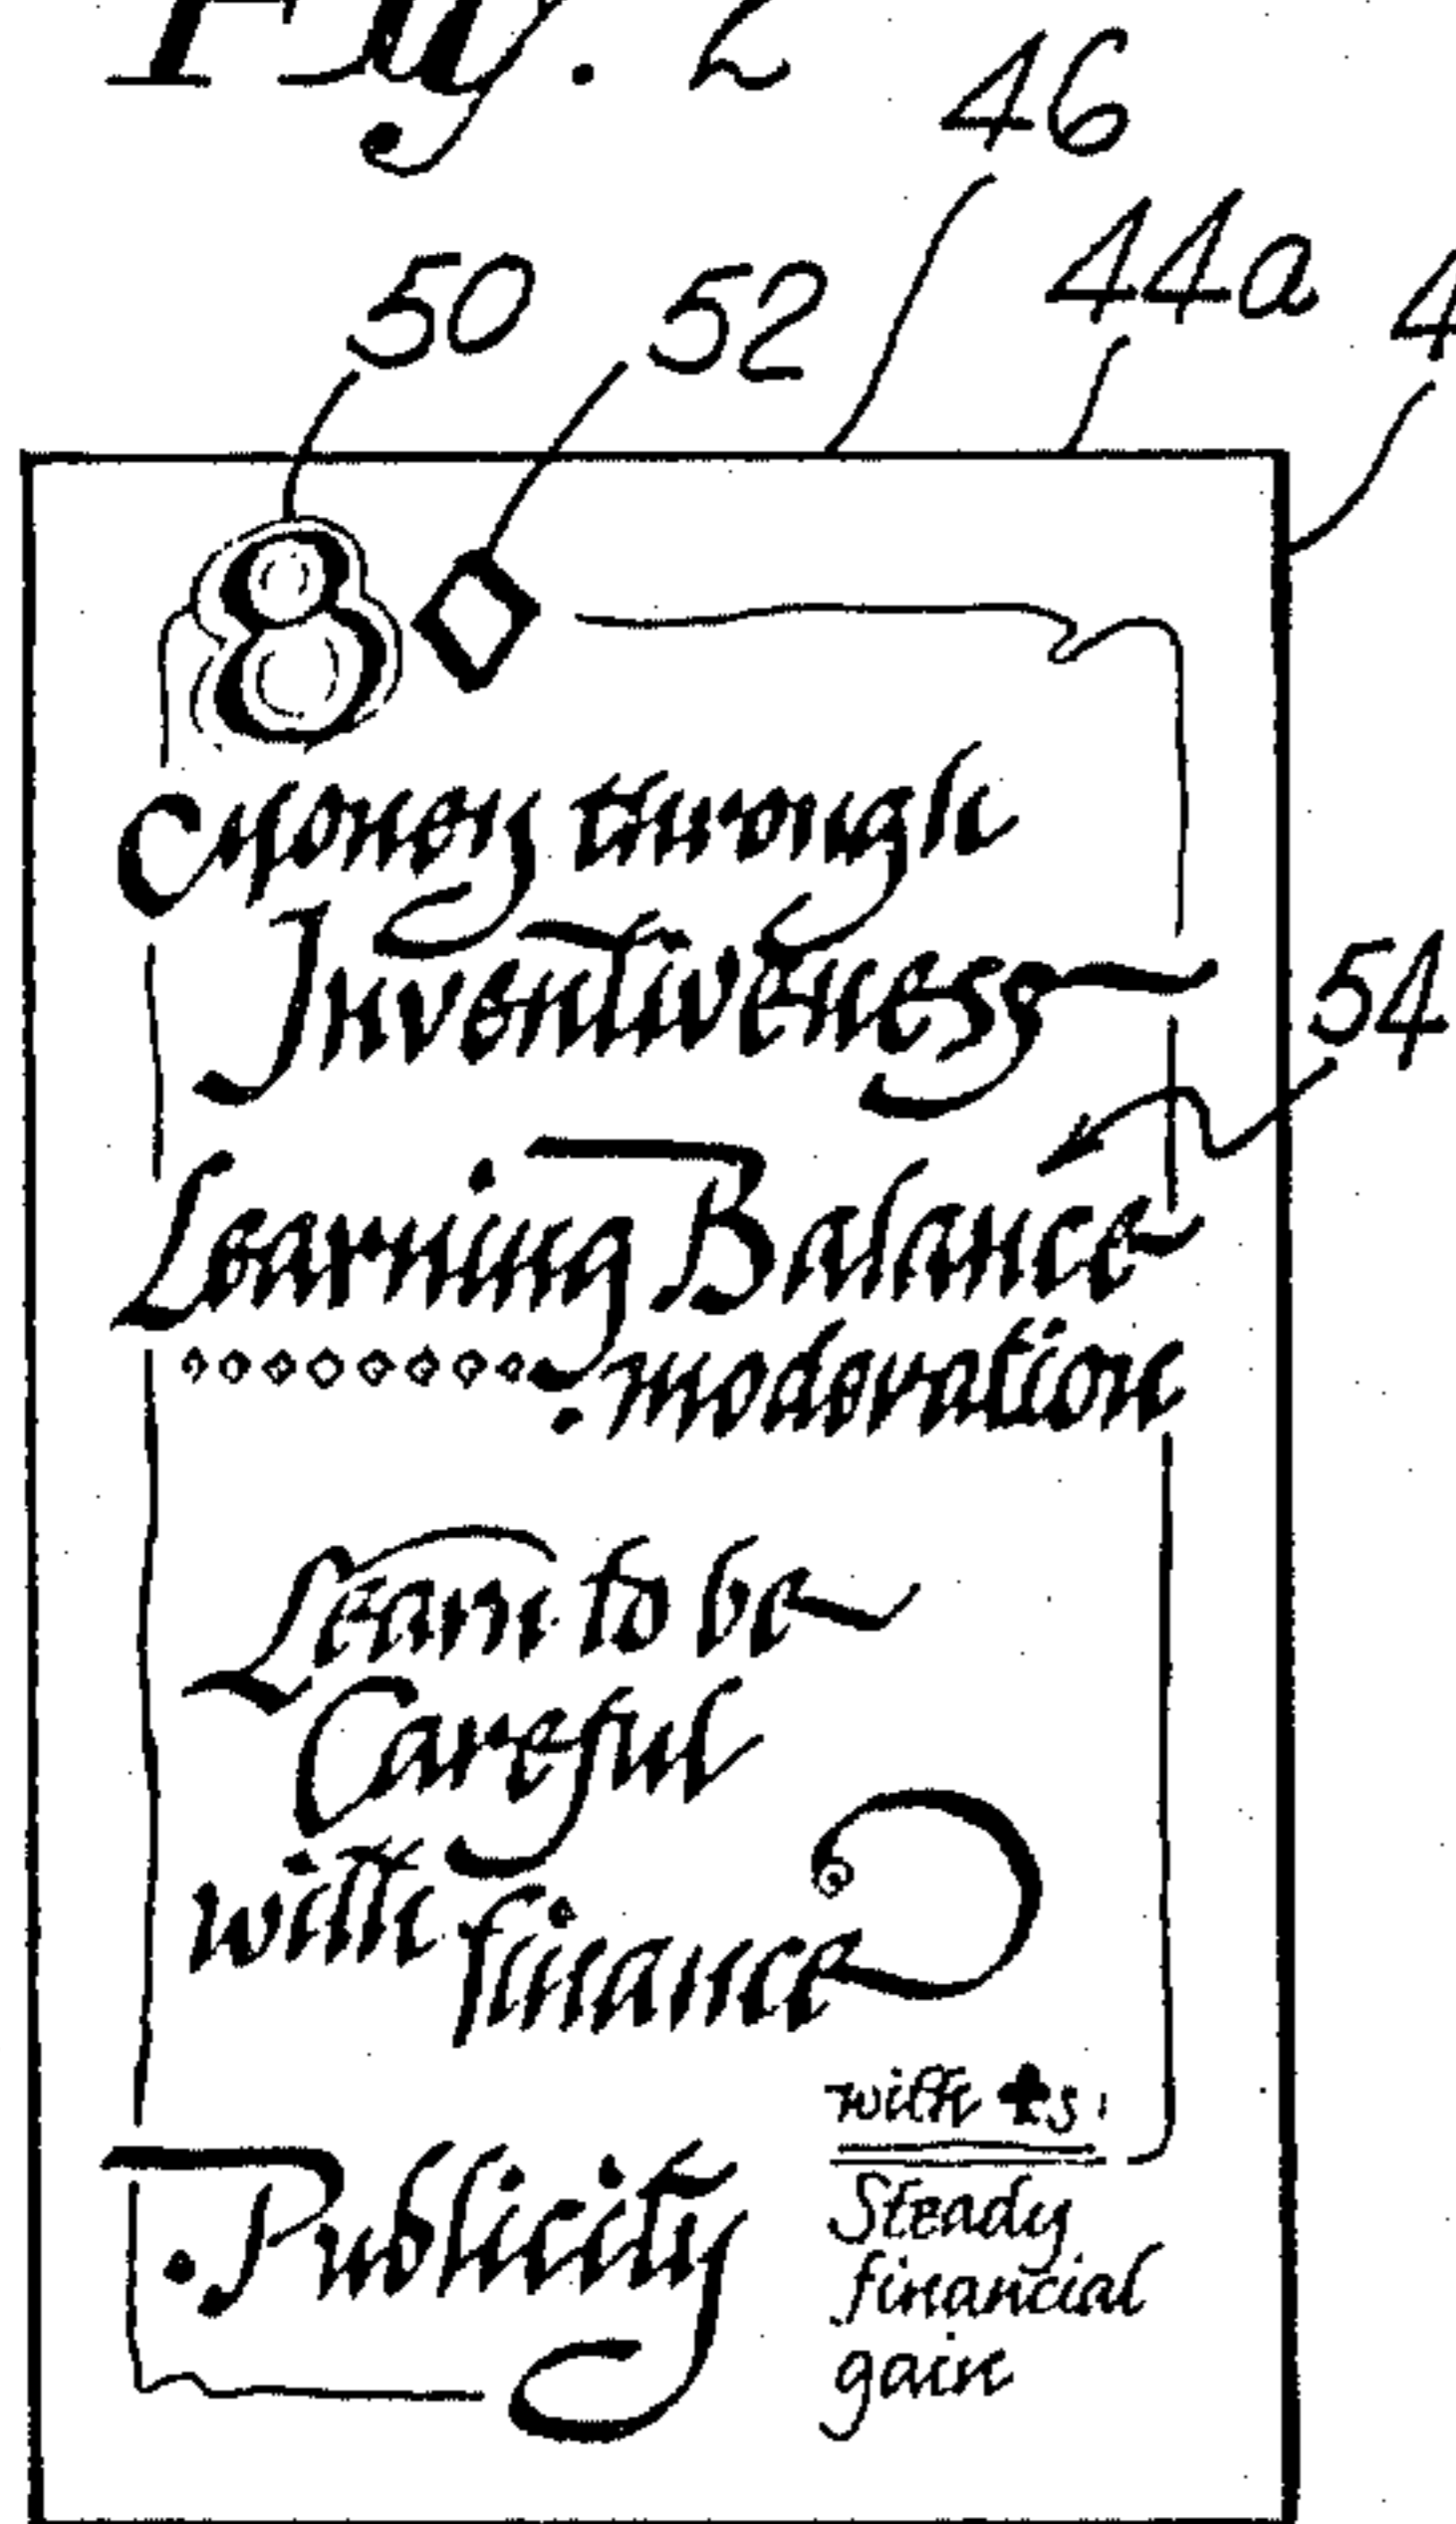 Fig. 2
46
44a
4
50
52
8
Money through
Inventiveness
54
Learning Balance
moderation
Learn to be
Careful
with finance
with ♣s
Publicity
Steady
financial
gain